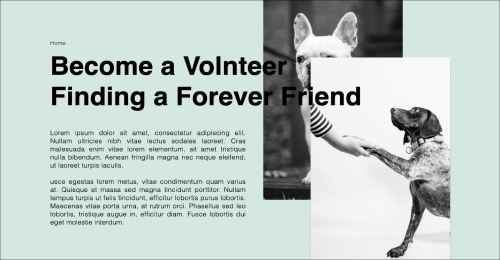 Home
Become a Volnteer
Finding a Forever Friend
Lorem ipsum dolor sit amet, consectetur adipiscing elit.
Nullam ultricies nibh vitae lectus sodales laoreet. Cras
malesuada enim vitae lorem elementum, sit amet tristique
nulla bibendum. Aenean fringilla magna nec neque eleifend,
ut laoreet turpis iaculis.
usce egestas lorem metus, vitae condimentum quam varius
at. Quisque et massa sed magna tincidunt porttitor. Nullam
tempus turpis ut felis tincidunt, efficitur lobortis purus lobortis.
Maecenas vitae porta urna, at rutrum orci. Phasellus sed leo
lobortis, tristique augue in, efficitur diam. Fusce lobortis dui
eget molestie interdum.